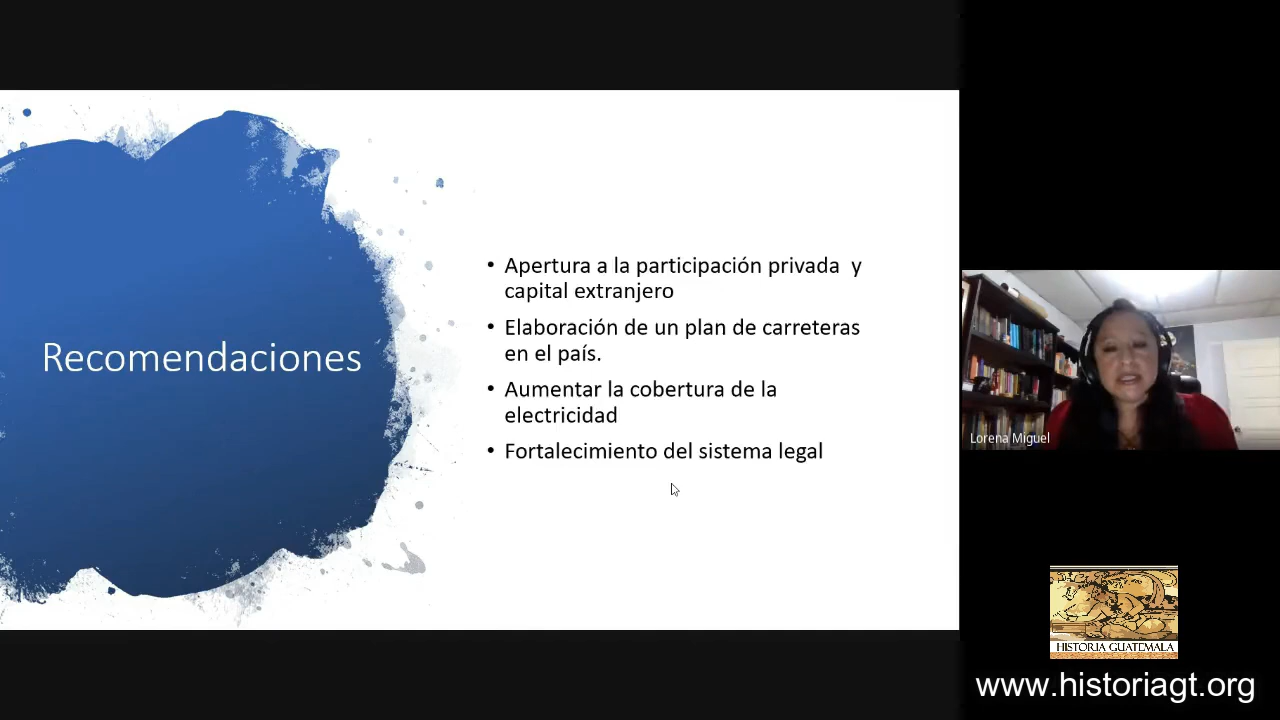 Recomendaciones
• Apertura a la participación privada y
capital extranjero
• Elaboración de un plan de carreteras
en el país.
• Aumentar la cobertura de la
electricidad
• Fortalecimiento del sistema legal
Lorena Miguel
HISTORIA GUATEMALA
www.historiagt.org